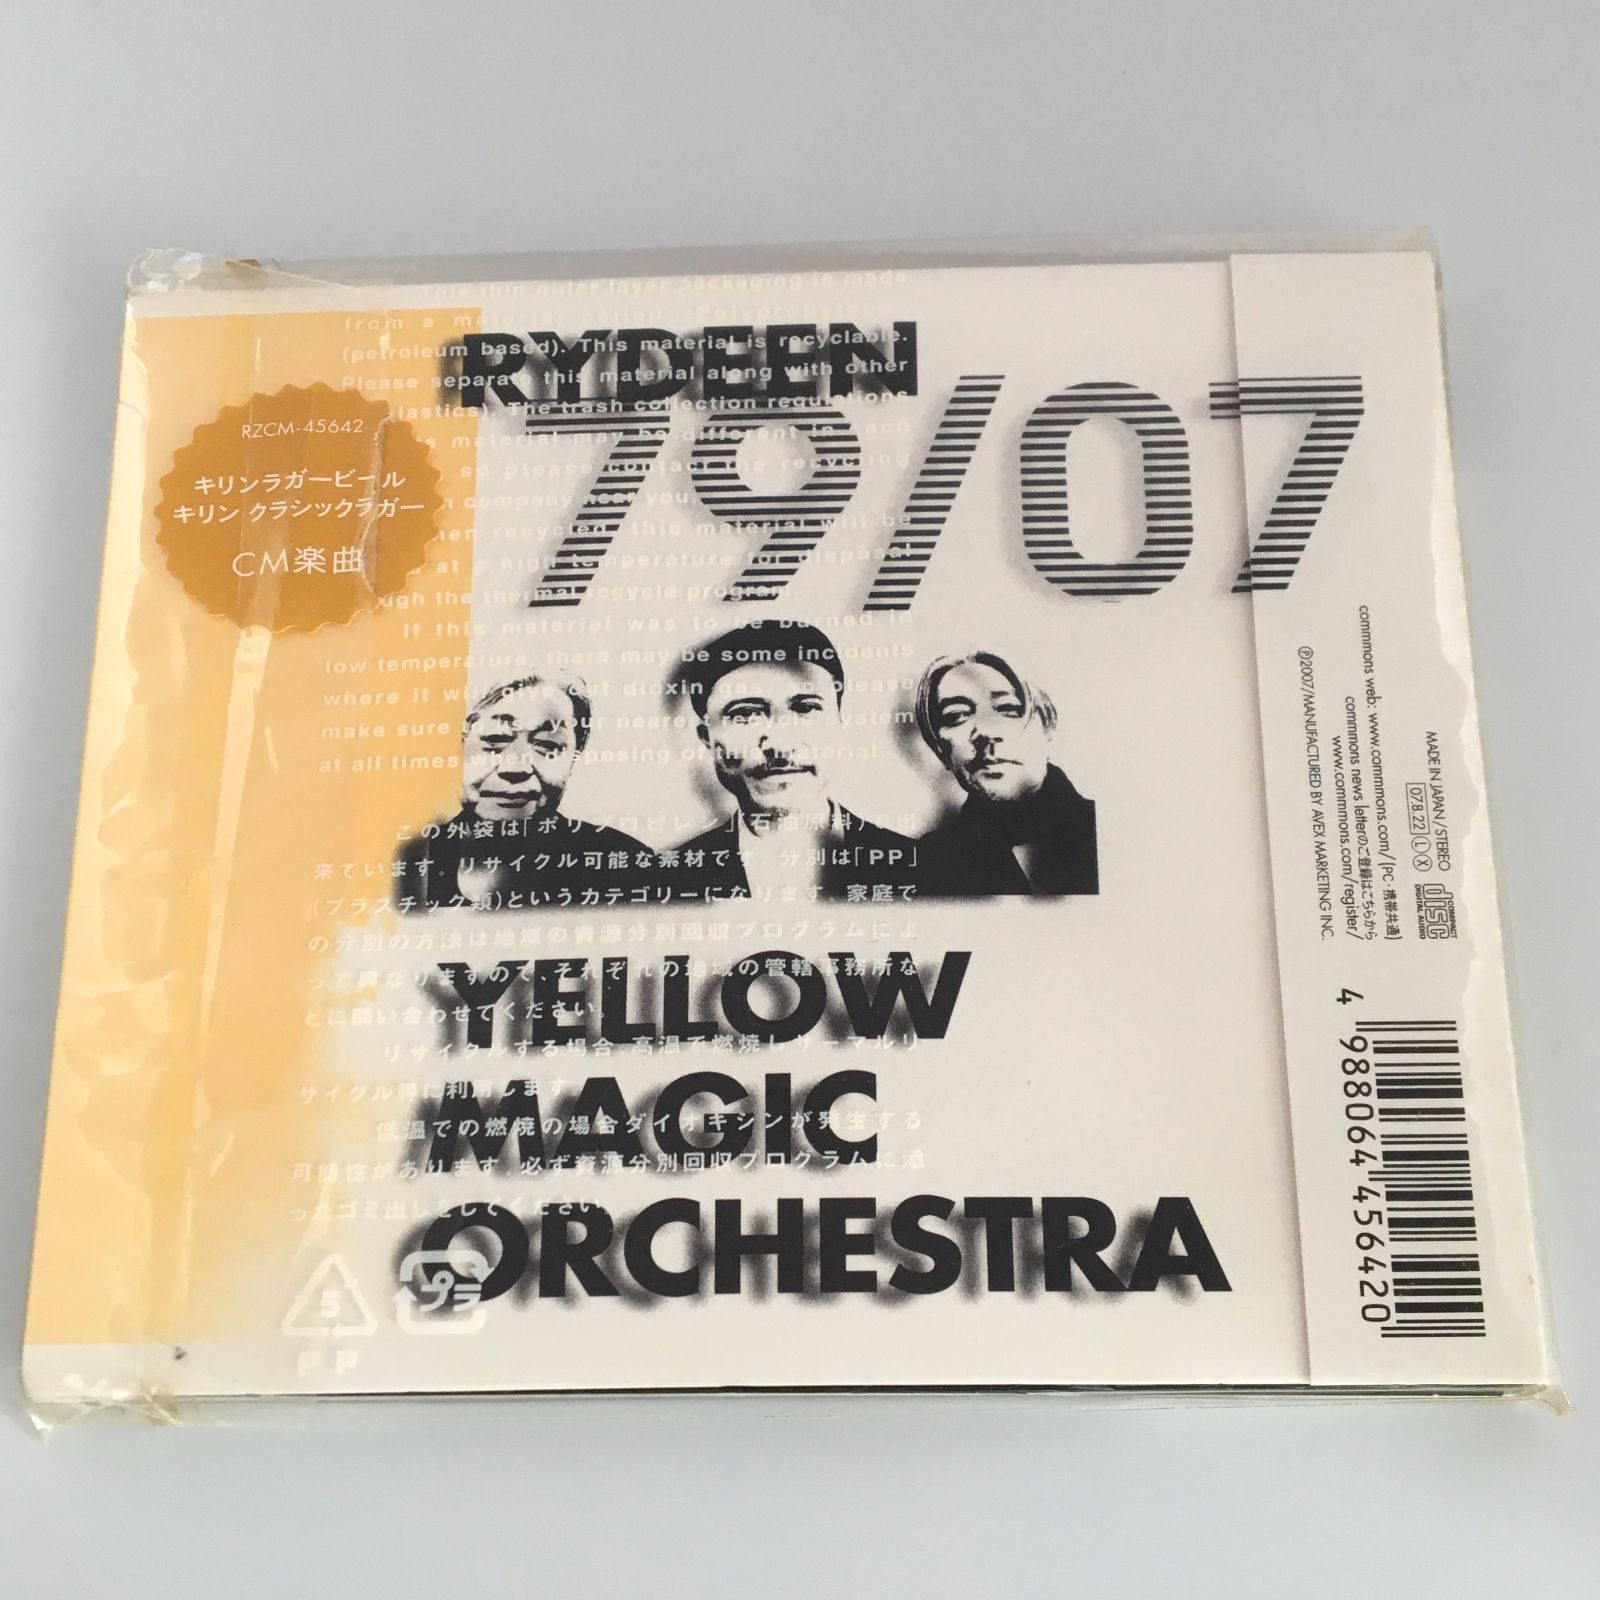 This thin outer layer packaging is made
from a material called "Polypropylene"
(petroleum based). This material is recyclable.
Please separate this material along with other
lastics). The trash collection regulations
material may be different in each
so please contact the recycling
company near you.
recycled, this material will be
at a high temperature for disposal
the thermal recycle program.
If this material was to be burned in
low temperature, there may be some incidents
where it will give out dioxin gas, so please
make sure to use your nearest recycle system
at all times when disposing of this material.
この外袋は「ポリプロピレン」(石油原料)で出
来ています。リサイクル可能な素材です。分別は「PP」
(プラスチック類)というカテゴリーになります。家庭で
の分別の方法は地域の資源分別回収プログラムによ
って異なりますので、それぞれの地域の管轄事務所な
どに問い合わせてください。
リサイクルする場合、高温で燃焼しサーマルリ
サイクル等に利用します
低温での燃焼の場合ダイオキシンが発生する
可能性があります。必ず資源分別回収プログラムに添
ったゴミ出しをしてください。
5
PP
プラ
RZCM-45642
キリンラガービール
キリン クラシックラガー
CM楽曲
RYDEEN
79/07
YELLOW
MAGIC
ORCHESTRA
MADE IN JAPAN/STEREO
07.8.22 L X
COMPACT
disc
DIGITAL AUDIO
commons web: www.commmons.com/(PC・携帯共通)
commons news letterのご登録はこちらから
www.commmons.com/register/
Ⓟ2007/MANUFACTURED BY AVEX MARKETING INC.
4 988064 456420